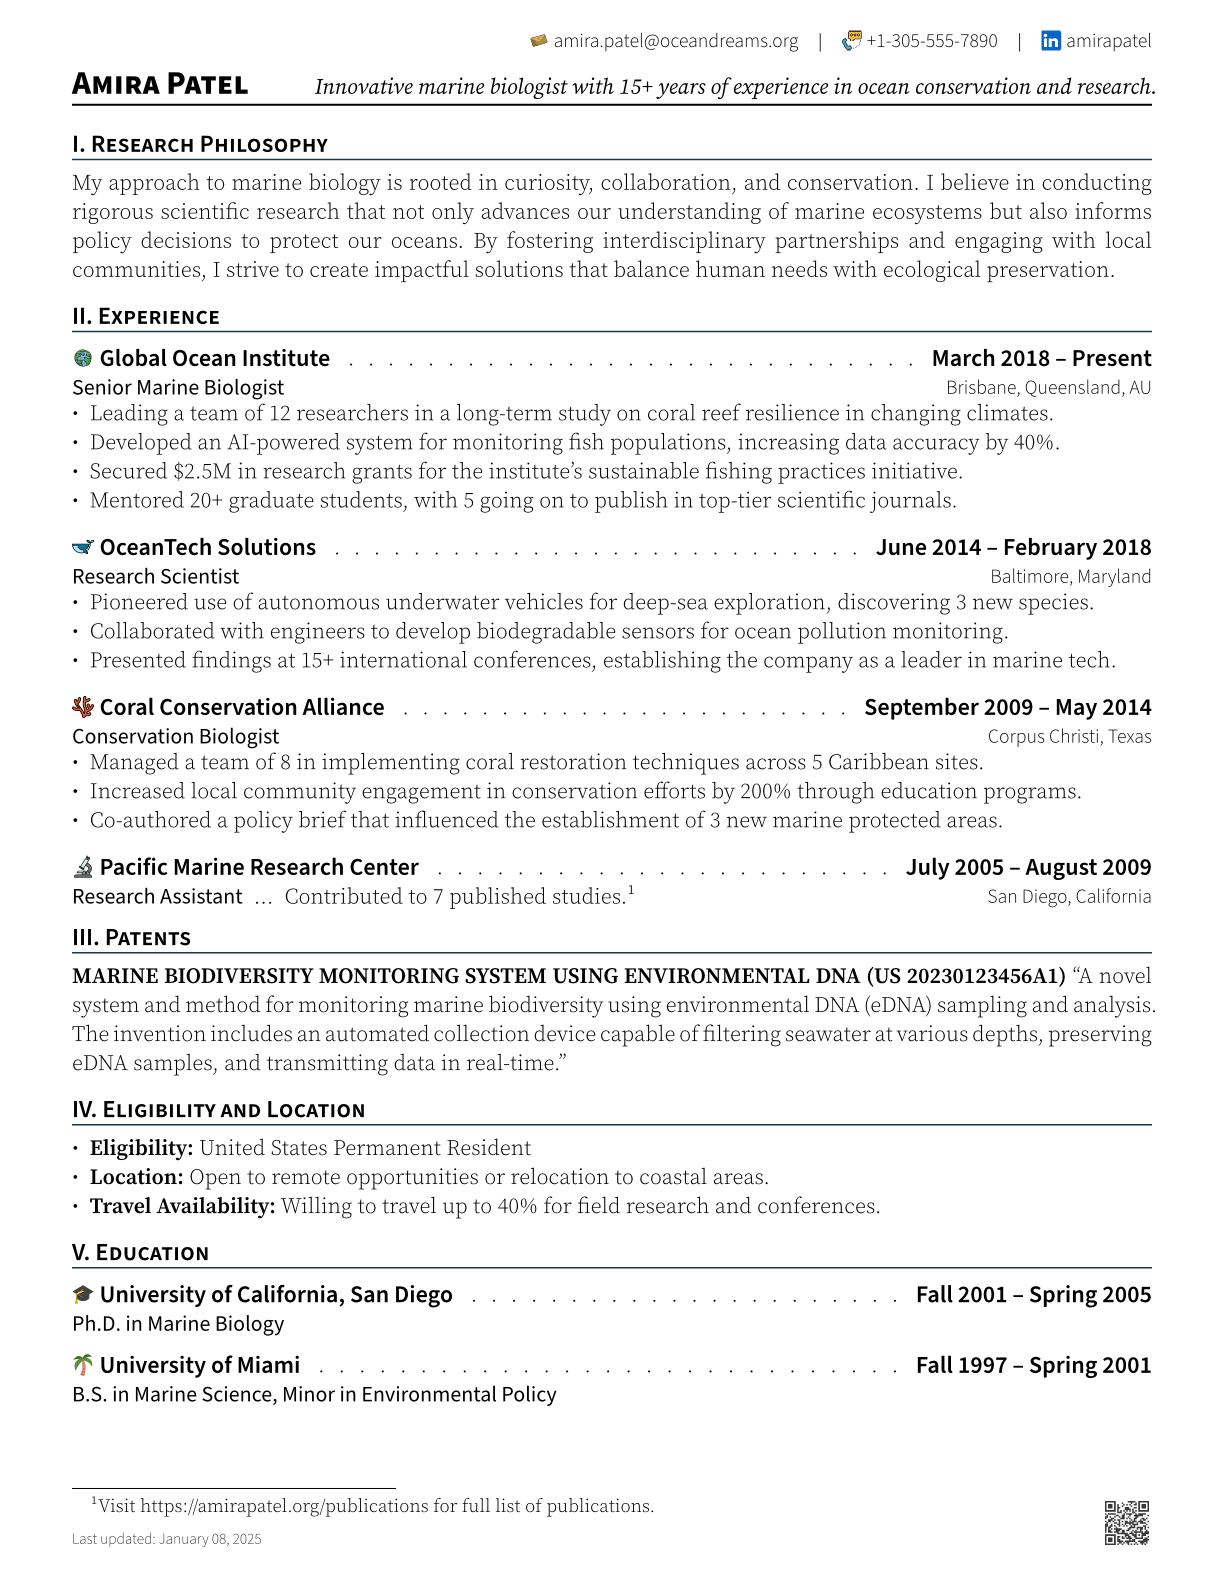 amira.patel@oceandreams.org | +1-305-555-7890 | amirapatel
Amira Patel Innovative marine biologist with 15+ years of experience in ocean conservation and research.
I. Research Philosophy
My approach to marine biology is rooted in curiosity, collaboration, and conservation. I believe in conducting
rigorous scientific research that not only advances our understanding of marine ecosystems but also informs
policy decisions to protect our oceans. By fostering interdisciplinary partnerships and engaging with local
communities, I strive to create impactful solutions that balance human needs with ecological preservation.
II. Experience
Global Ocean Institute . . . . . . . . . . . . . . . . . . . . . . . . . . . . . March 2018 – Present
Senior Marine Biologist Brisbane, Queensland, AU
• Leading a team of 12 researchers in a long-term study on coral reef resilience in changing climates.
• Developed an AI-powered system for monitoring fish populations, increasing data accuracy by 40%.
• Secured $2.5M in research grants for the institute’s sustainable fishing practices initiative.
• Mentored 20+ graduate students, with 5 going on to publish in top-tier scientific journals.
OceanTech Solutions . . . . . . . . . . . . . . . . . . . . . . . . . . . June 2014 – February 2018
Research Scientist Baltimore, Maryland
• Pioneered use of autonomous underwater vehicles for deep-sea exploration, discovering 3 new species.
• Collaborated with engineers to develop biodegradable sensors for ocean pollution monitoring.
• Presented findings at 15+ international conferences, establishing the company as a leader in marine tech.
Coral Conservation Alliance . . . . . . . . . . . . . . . . . . . . . . . September 2009 – May 2014
Conservation Biologist Corpus Christi, Texas
• Managed a team of 8 in implementing coral restoration techniques across 5 Caribbean sites.
• Increased local community engagement in conservation efforts by 200% through education programs.
• Co-authored a policy brief that influenced the establishment of 3 new marine protected areas.
Pacific Marine Research Center . . . . . . . . . . . . . . . . . . . . . . . July 2005 – August 2009
Research Assistant ... Contributed to 7 published studies.¹ San Diego, California
III. Patents
MARINE BIODIVERSITY MONITORING SYSTEM USING ENVIRONMENTAL DNA (US 20230123456A1) “A novel
system and method for monitoring marine biodiversity using environmental DNA (eDNA) sampling and analysis.
The invention includes an automated collection device capable of filtering seawater at various depths, preserving
eDNA samples, and transmitting data in real-time.”
IV. Eligibility and Location
• Eligibility: United States Permanent Resident
• Location: Open to remote opportunities or relocation to coastal areas.
• Travel Availability: Willing to travel up to 40% for field research and conferences.
V. Education
University of California, San Diego . . . . . . . . . . . . . . . . . . . . . Fall 2001 – Spring 2005
Ph.D. in Marine Biology
University of Miami . . . . . . . . . . . . . . . . . . . . . . . . . . . . . Fall 1997 – Spring 2001
B.S. in Marine Science, Minor in Environmental Policy
¹Visit https://amirapatel.org/publications for full list of publications.
Last updated: January 08, 2025